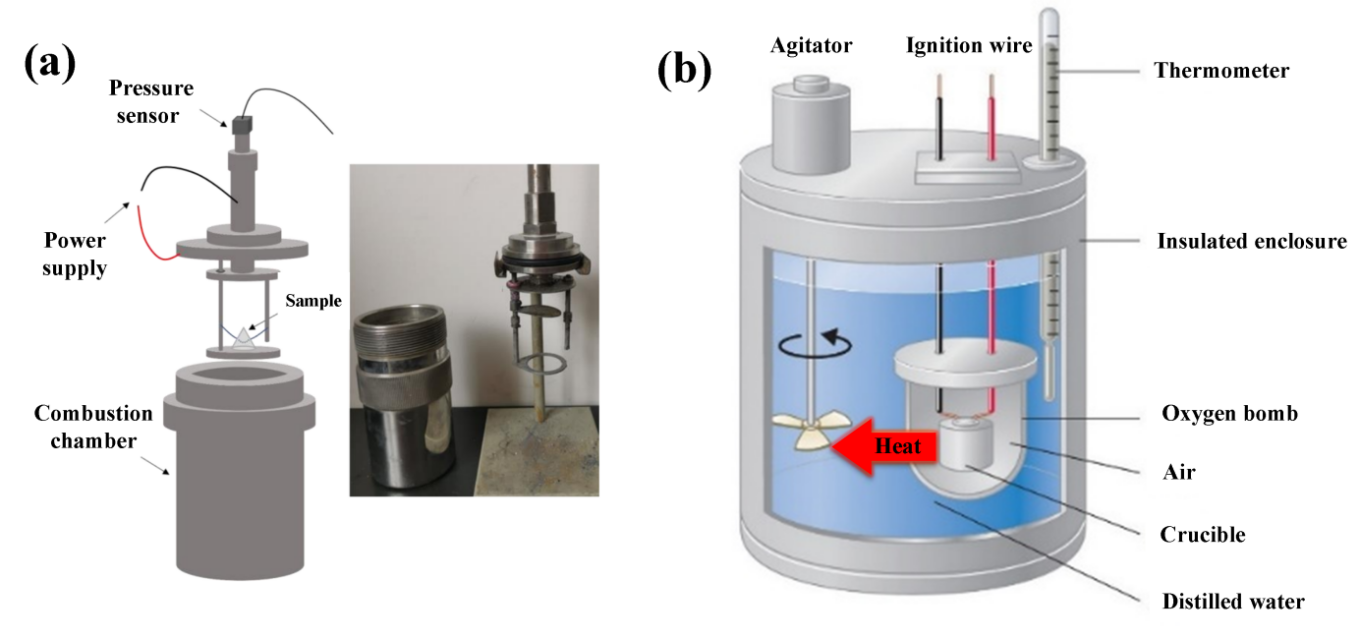 (a)
Pressure
sensor
Power
supply
Sample
Combustion
chamber
(b)
Agitator
Ignition wire
Thermometer
Insulated enclosure
Heat
Oxygen bomb
Air
Crucible
Distilled water